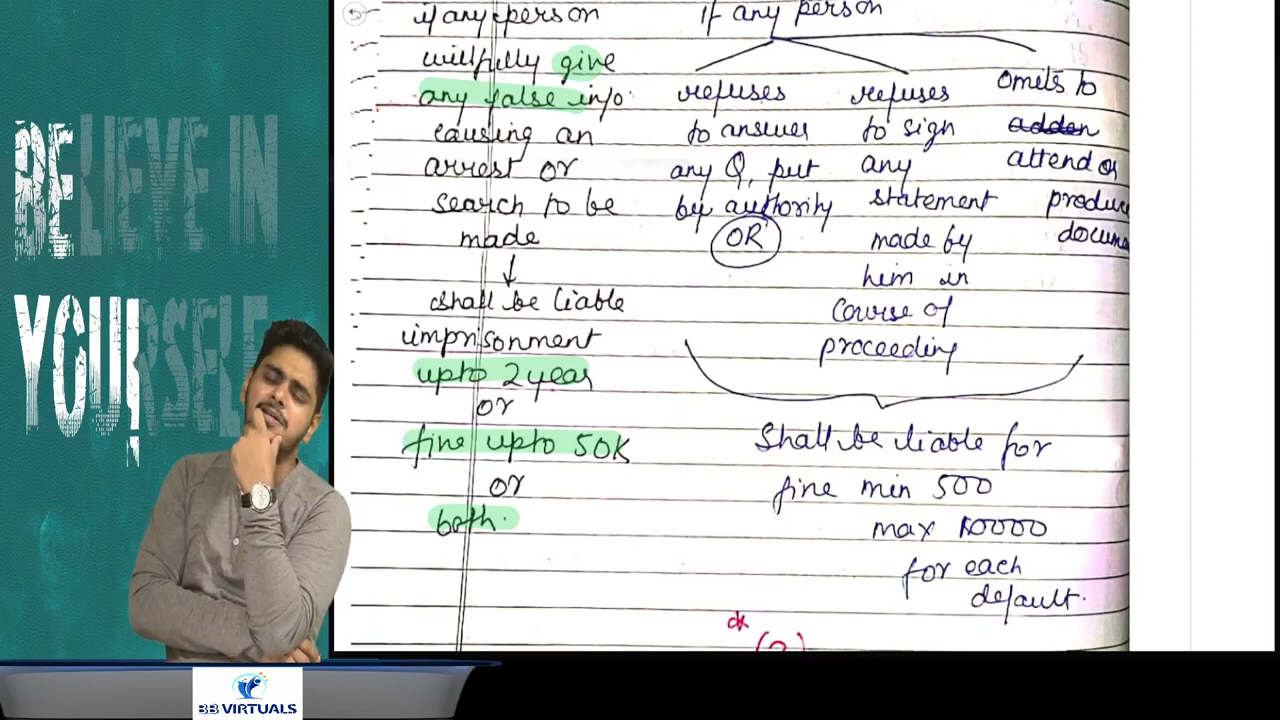 BELIEVE IN
YOURSELF
5
if any person
willfully give
any false info.
causing an
arrest or
search to be
made
shall be liable
imprisonment
upto 2 year
or
fine upto 50K
or
both.
if any person
refuses
to answer
any Q, put
by authority
OR
refuses
to sign
any
statement
made by
him in
course of
proceeding
omits to
attend or
produce
docume
Shall be liable for
fine min 500
max 10000
for each
default.
BB VIRTUALS